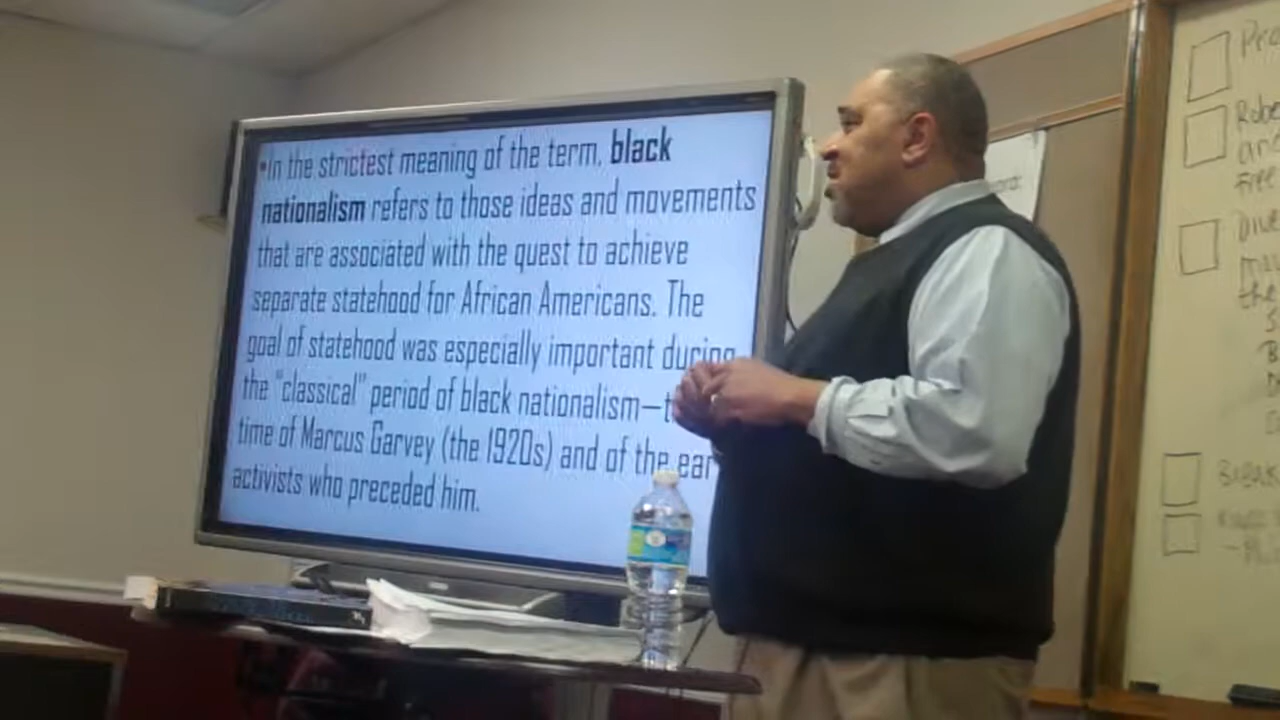 •In the strictest meaning of the term, black
nationalism refers to those ideas and movements
that are associated with the quest to achieve
separate statehood for African Americans. The
goal of statehood was especially important during
the "classical" period of black nationalism—
time of Marcus Garvey (the 1920s) and of the
activists who preceded him.